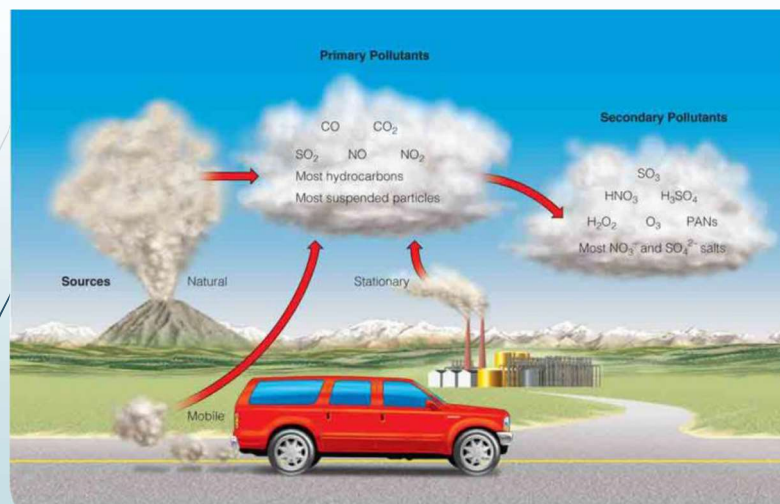 Primary Pollutants
CO CO₂
SO₂ NO NO₂
Most hydrocarbons
Most suspended particles
Secondary Pollutants
SO₃
HNO₃ H₃SO₄
H₂O₂ O₃ PANs
Most NO₃⁻ and SO₄²⁻ salts
Sources Natural
Stationary
Mobile